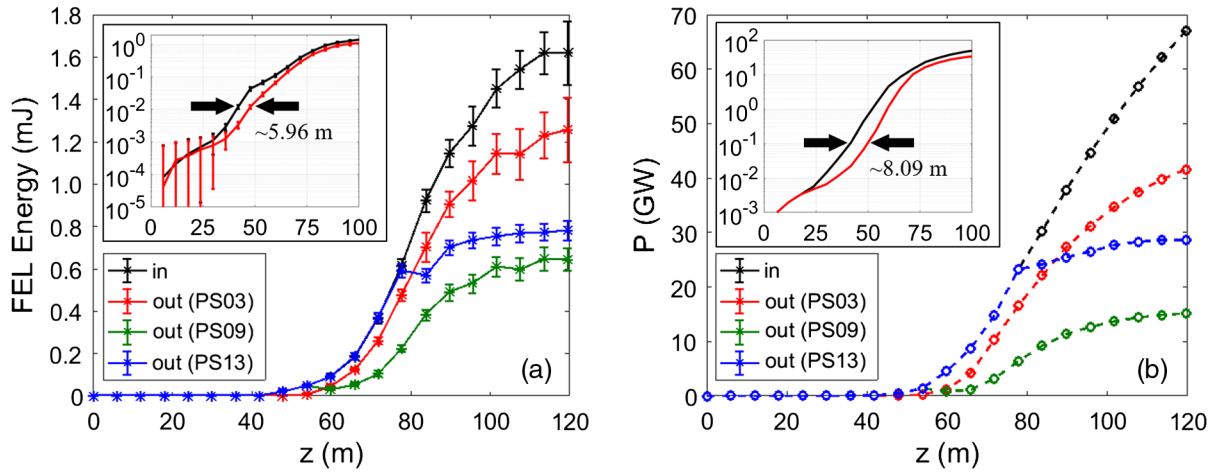 1.8
1.6
1.4
1.2
1.0
0.8
0.6
0.4
0.2
0
FEL Energy (mJ)
10^0
10^-1
10^-2
10^-3
10^-4
10^-5
~5.96 m
0 25 50 75 100
in
out (PS03)
out (PS09)
out (PS13)
(a)
0 20 40 60 80 100 120
z (m)
70
60
50
40
30
20
10
0
P (GW)
10^2
10^1
10^0
10^-1
10^-2
10^-3
~8.09 m
0 25 50 75 100
in
out (PS03)
out (PS09)
out (PS13)
(b)
0 20 40 60 80 100 120
z (m)